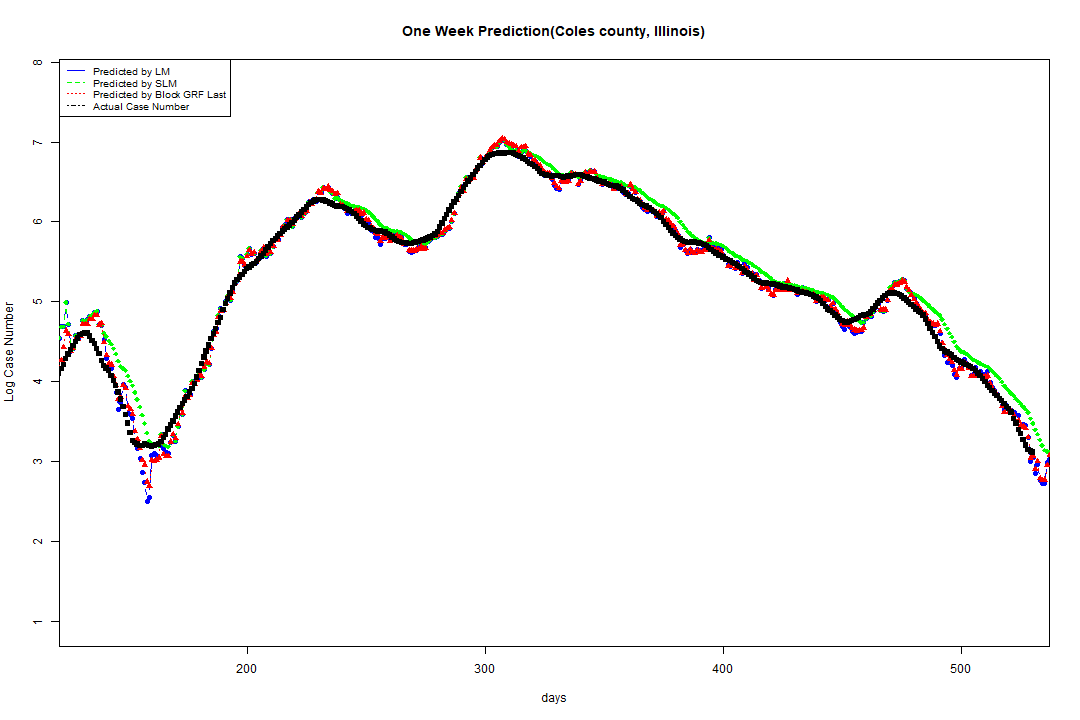 One Week Prediction(Coles county, Illinois)
Predicted by LM
Predicted by SLM
Predicted by Block GRF Last
Actual Case Number
8
7
6
5
4
3
2
1
Log Case Number
200 300 400 500
days